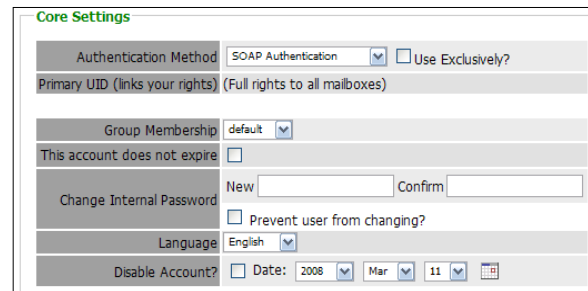 Core Settings
Authentication Method SOAP Authentication Use Exclusively?
Primary UID (links your rights) (Full rights to all mailboxes)
Group Membership default
This account does not expire
Change Internal Password New Confirm
Prevent user from changing?
Language English
Disable Account? Date: 2008 Mar 11